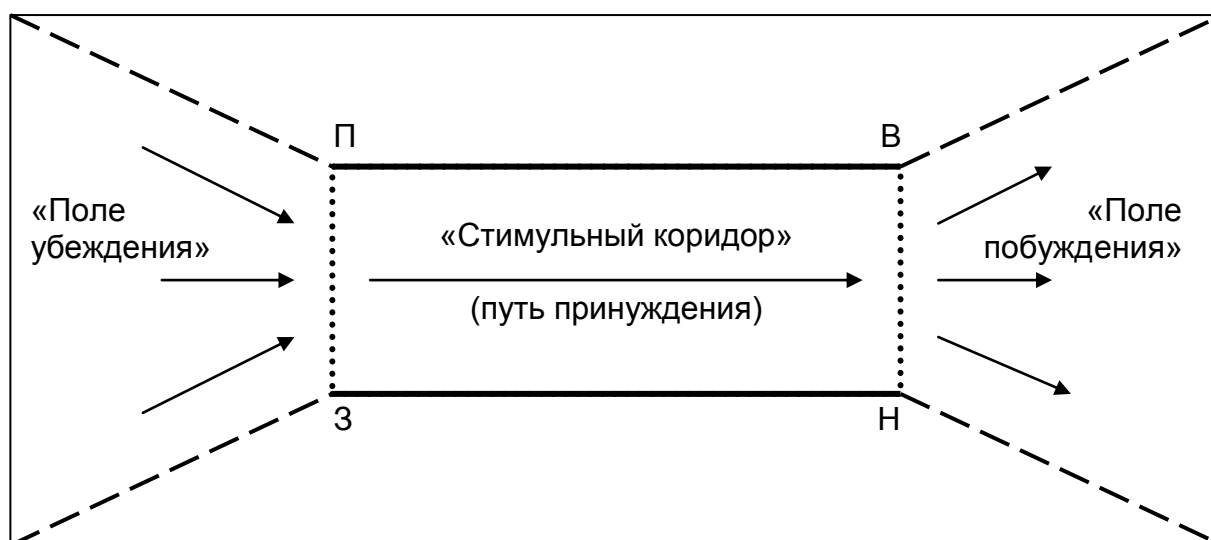 П
В
«Поле
убеждения»
«Стимульный коридор»
(путь принуждения)
«Поле
побуждения»
З
Н